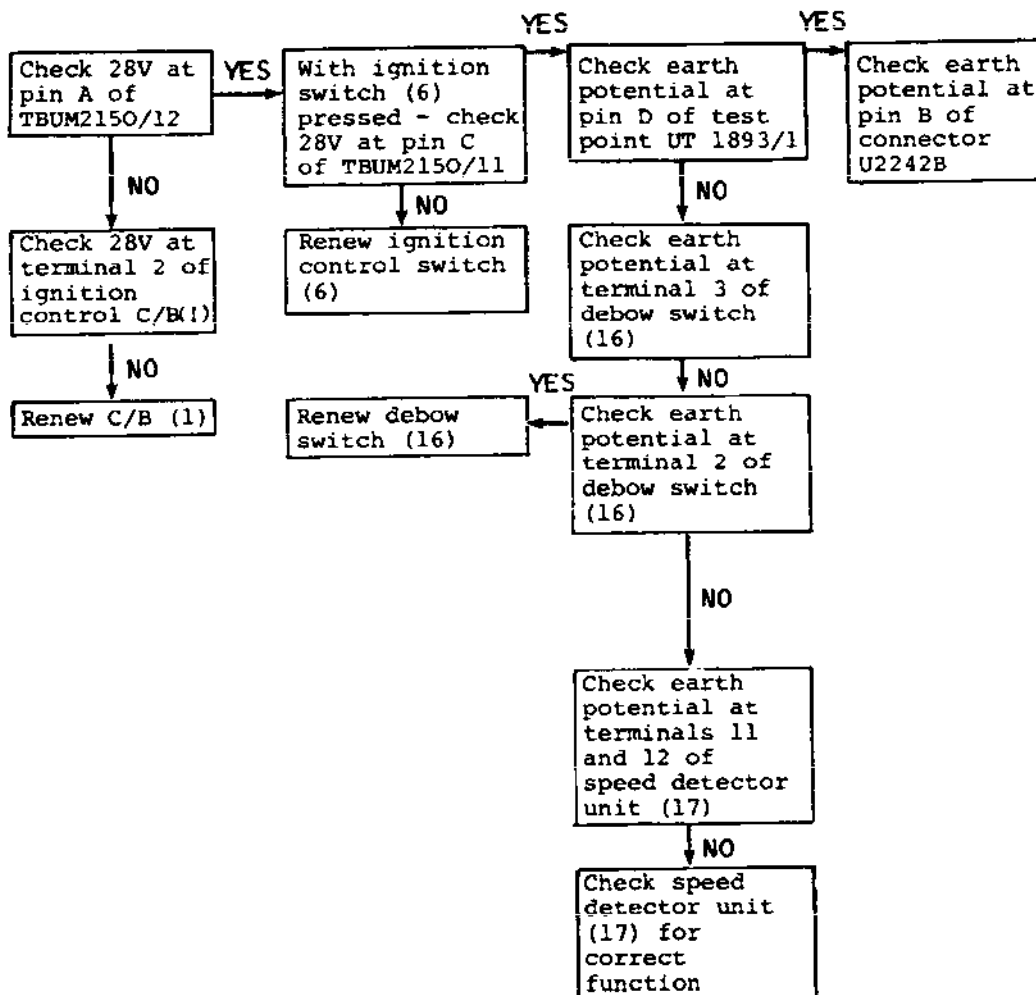 YES
YES
Check 28V at
pin A of
TBUM2150/12
YES
With ignition
switch (6)
pressed - check
28V at pin C
of TBUM2150/11
Check earth
potential at
pin D of test
point UT 1893/1
Check earth
potential at
pin B of
connector
U2242B
NO
NO
NO
Check 28V at
terminal 2 of
ignition
control C/B(1)
Renew ignition
control switch
(6)
Check earth
potential at
terminal 3 of
debow switch
(16)
NO
NO
YES
Renew C/B (1)
Renew debow
switch (16)
Check earth
potential at
terminal 2 of
debow switch
(16)
NO
Check earth
potential at
terminals 11
and 12 of
speed detector
unit (17)
NO
Check speed
detector unit
(17) for
correct
function